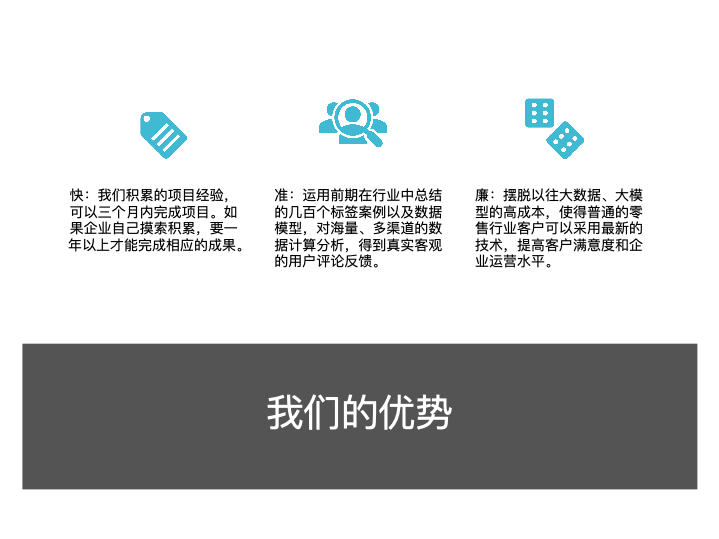 快：我们积累的项目经验，
可以三个月内完成项目。如
果企业自己摸索积累，要一
年以上才能完成相应的成果。
准：运用前期在行业中总结
的几百个标签案例以及数据
模型，对海量、多渠道的数
据计算分析，得到真实客观
的用户评论反馈。
廉：摆脱以往大数据、大模
型的高成本，使得普通的零
售行业客户可以采用最新的
技术，提高客户满意度和企
业运营水平。
我们的优势